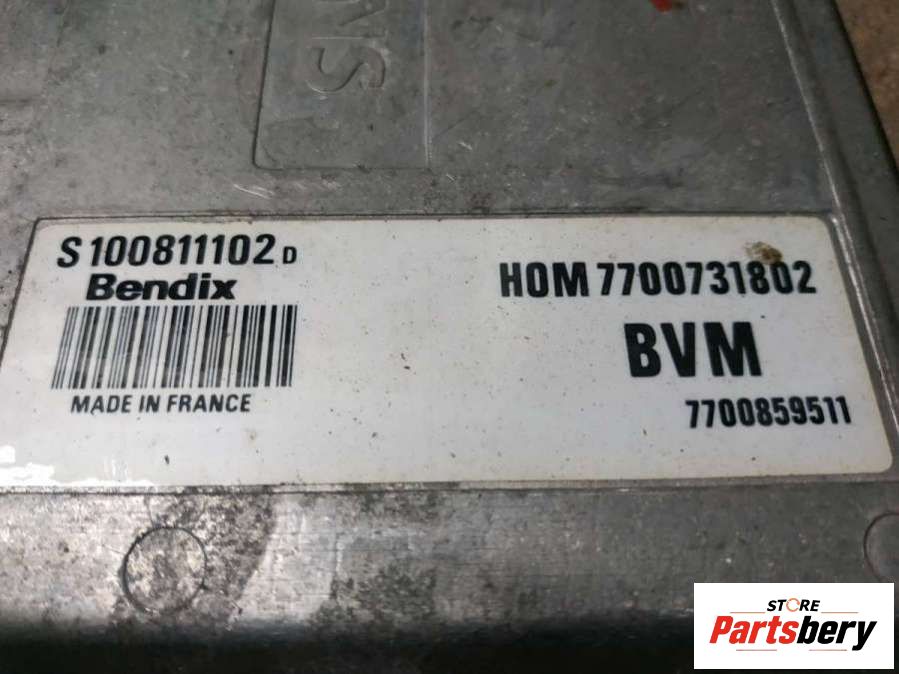 S100811102 D
Bendix
MADE IN FRANCE
HOM 7700731802
BVM
7700859511
STORE
Partsbery